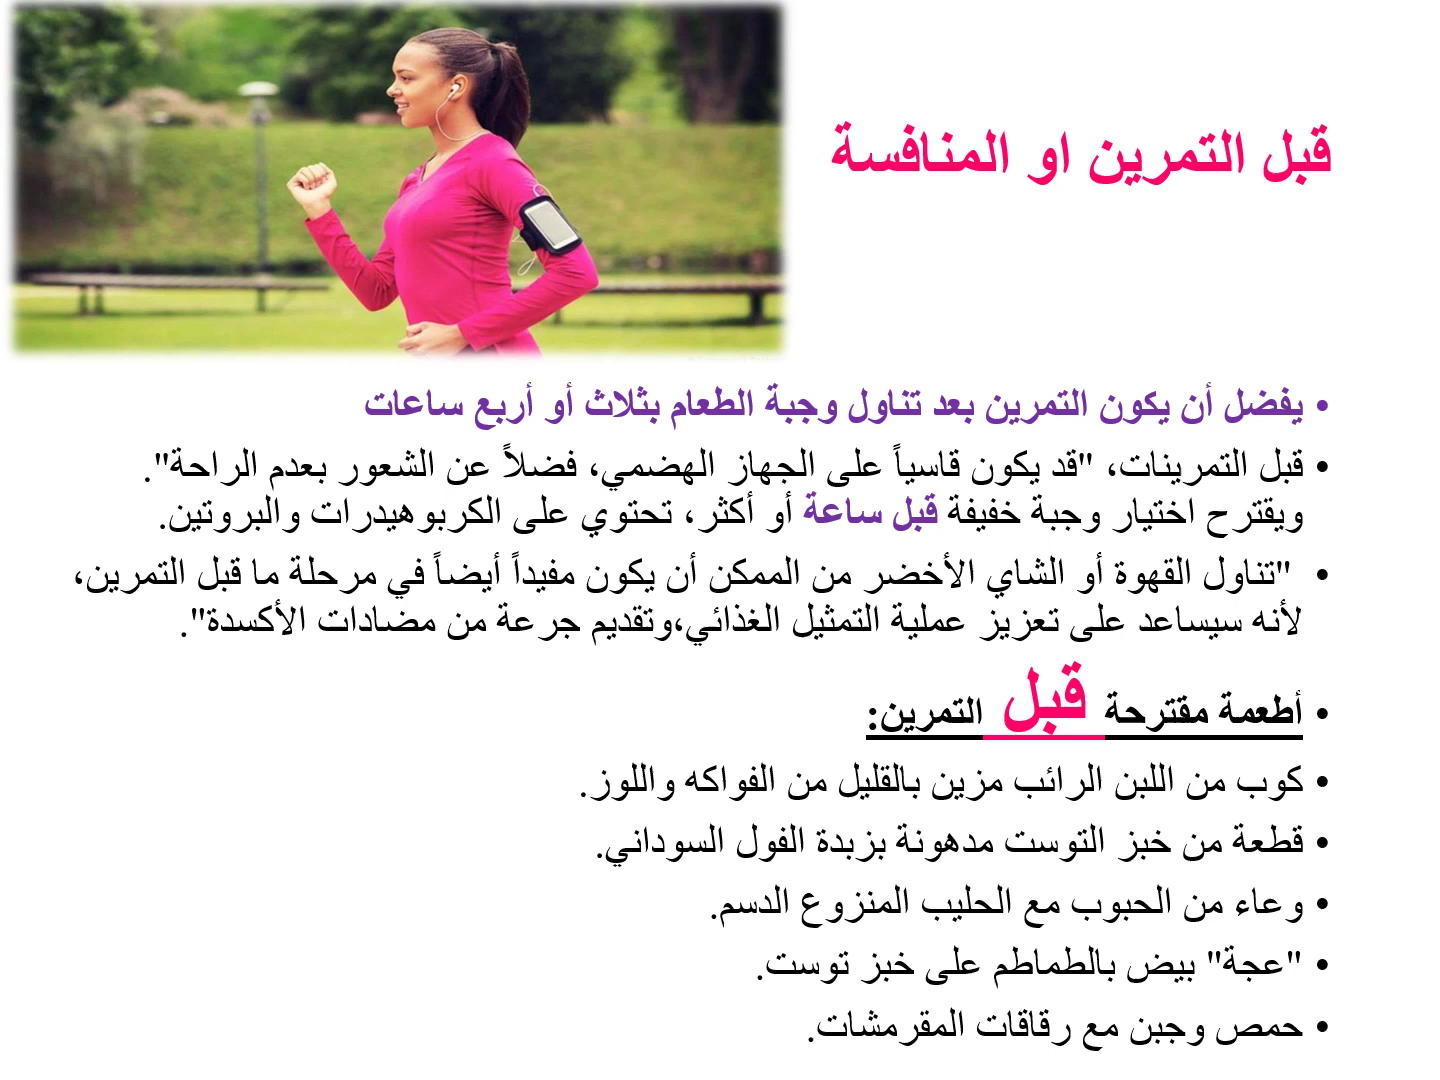 قبل التمرين او المنافسة
• يفضل أن يكون التمرين بعد تناول وجبة الطعام بثلاث أو أربع ساعات
• قبل التمرينات، "قد يكون قاسياً على الجهاز الهضمي، فضلاً عن الشعور بعدم الراحة".
ويقترح اختيار وجبة خفيفة قبل ساعة أو أكثر، تحتوي على الكربوهيدرات والبروتين.
• "تناول القهوة أو الشاي الأخضر من الممكن أن يكون مفيداً أيضاً في مرحلة ما قبل التمرين،
لأنه سيساعد على تعزيز عملية التمثيل الغذائي،وتقديم جرعة من مضادات الأكسدة".
• أطعمة مقترحة قبل التمرين:
• كوب من اللبن الرائب مزين بالقليل من الفواكه واللوز.
• قطعة من خبز التوست مدهونة بزبدة الفول السوداني.
• وعاء من الحبوب مع الحليب المنزوع الدسم.
• "عجة" بيض بالطماطم على خبز توست.
• حمص وجبن مع رقاقات المقرمشات.